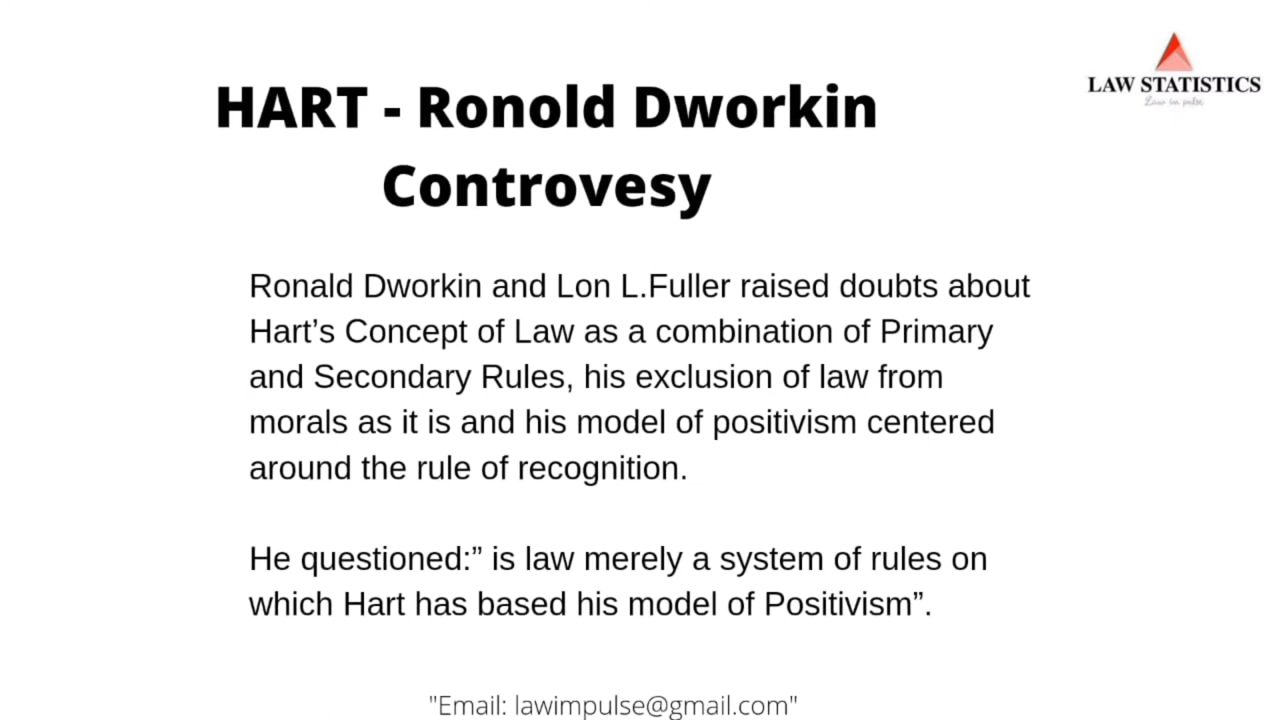 LAW STATISTICS
Law in pulse
HART - Ronold Dworkin
Controvesy
Ronald Dworkin and Lon L.Fuller raised doubts about
Hart’s Concept of Law as a combination of Primary
and Secondary Rules, his exclusion of law from
morals as it is and his model of positivism centered
around the rule of recognition.
He questioned:” is law merely a system of rules on
which Hart has based his model of Positivism”.
"Email: lawimpulse@gmail.com"